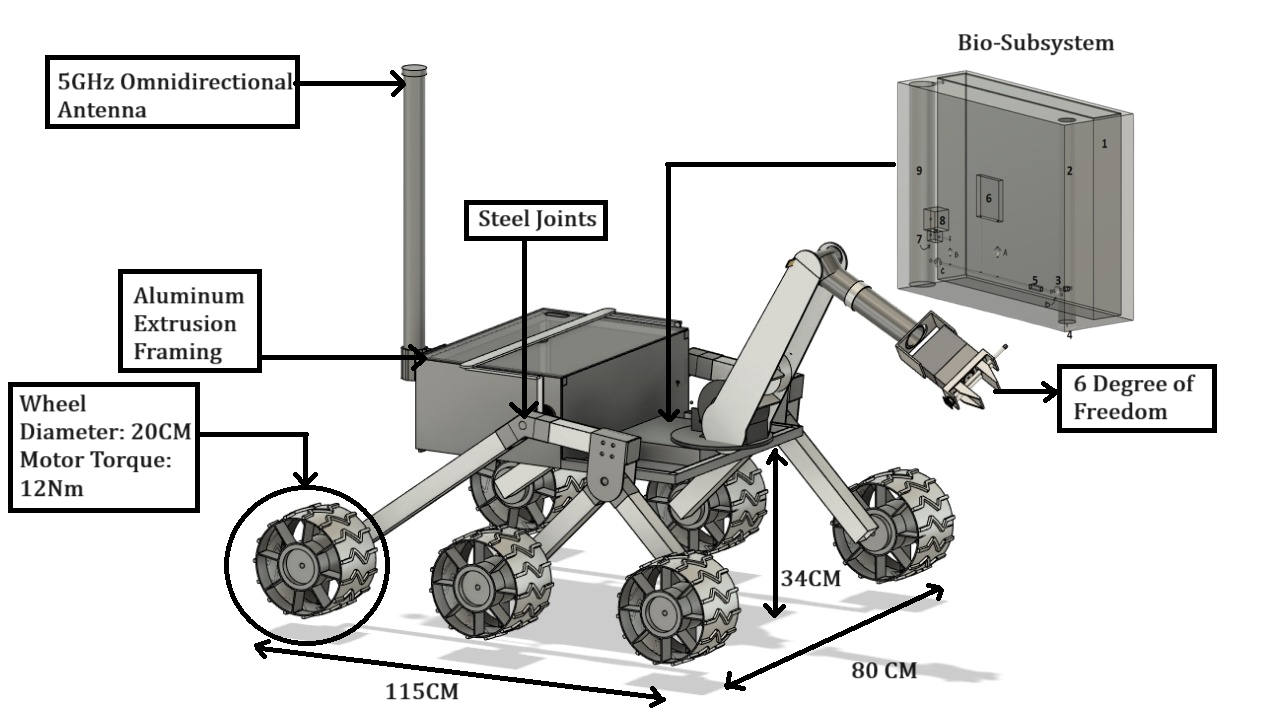 Bio-Subsystem
5GHz Omnidirectional
Antenna
1
2
9
6
8
7
A
B
C
5
3
4
Steel Joints
Aluminum
Extrusion
Framing
6 Degree of
Freedom
Wheel
Diameter: 20CM
Motor Torque:
12Nm
34CM
80 CM
115CM